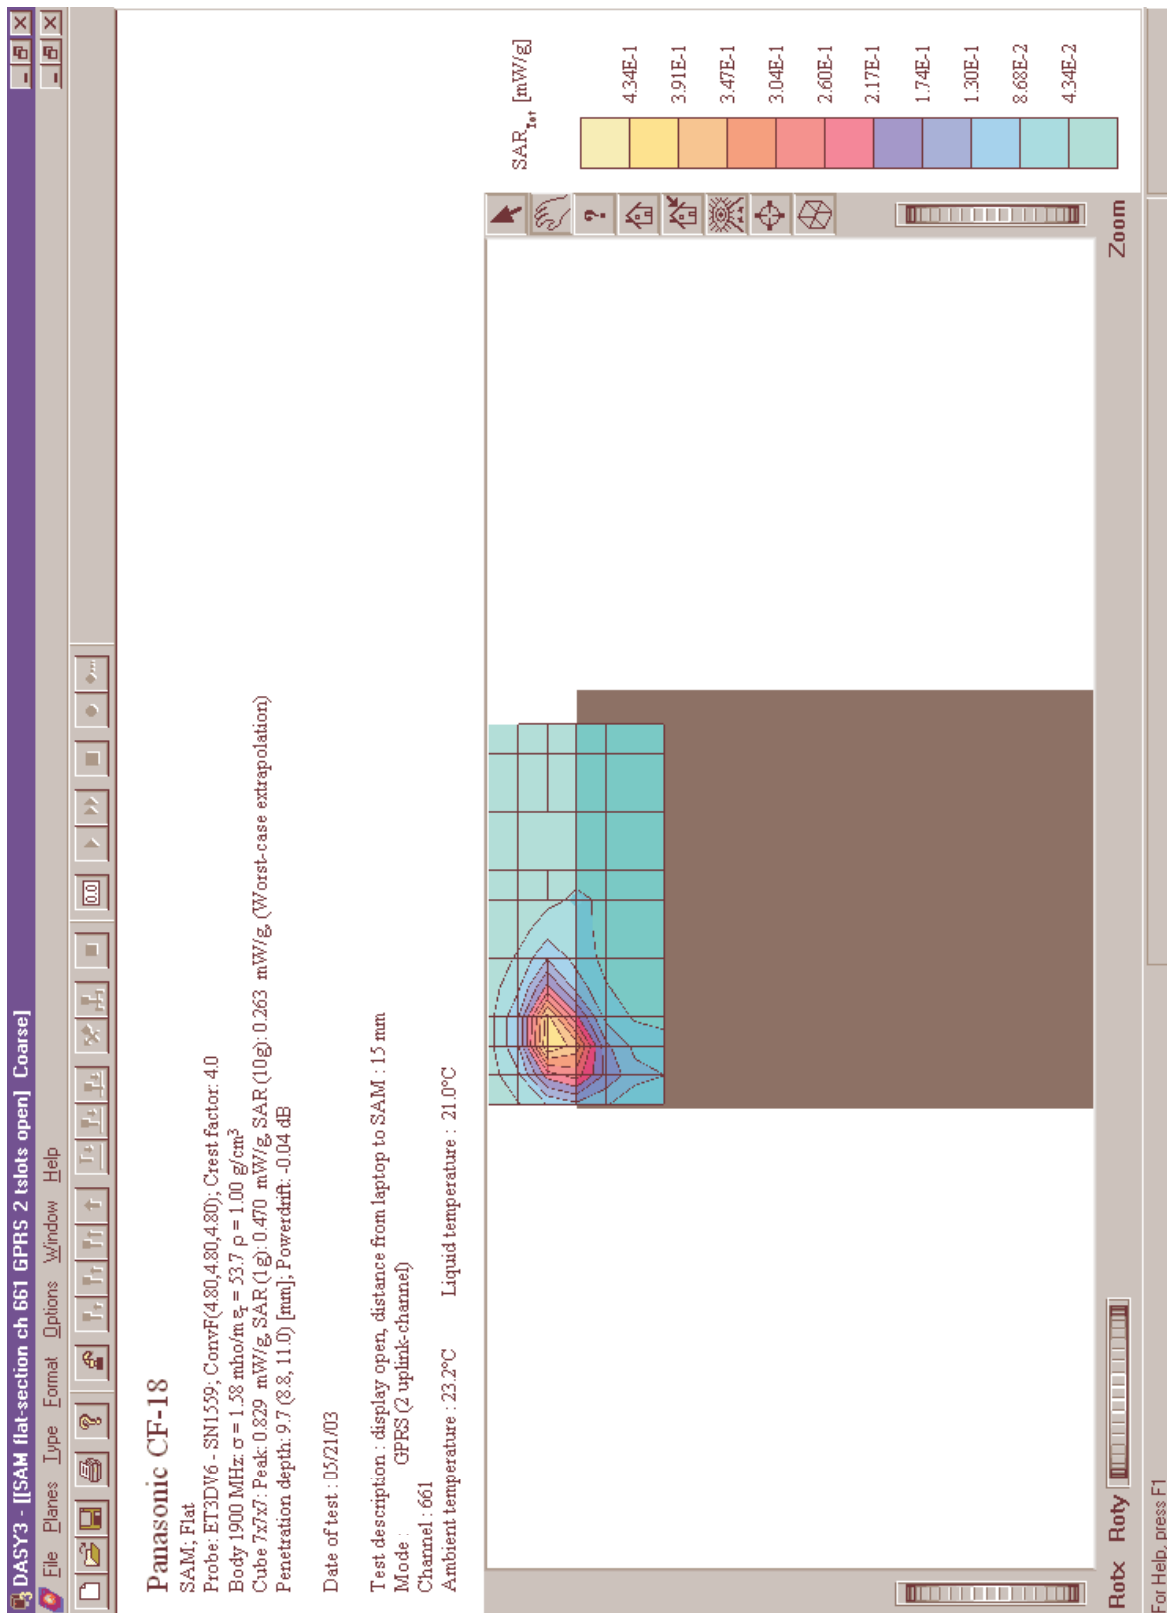 DASY3 - [[SAM flat-section ch 661 GPRS 2 tslots open] Coarse]
File Planes Type Format Options Window Help
0.0
Panasonic CF-18
SAM; Flat
Probe: ET3DV6 - SN1559; ConvF(4.80,4.80,4.80); Crest factor: 4.0
Body 1900 MHz: σ = 1.58 mho/m εr = 53.7 ρ = 1.00 g/cm³
Cube 7x7x7: Peak: 0.829 mW/g, SAR (1g): 0.470 mW/g, SAR (10g): 0.263 mW/g, (Worst-case extrapolation)
Penetration depth: 9.7 (8.8, 11.0) [mm]; Powerdrift: -0.04 dB
Date of test : 05/21/03
Test description : display open, distance from laptop to SAM : 15 mm
Mode : GPRS (2 uplink-channel)
Channel : 661
Ambient temperature : 23.2°C Liquid temperature : 21.0°C
SARTot [mW/g]
4.34E-1
3.91E-1
3.47E-1
3.04E-1
2.60E-1
2.17E-1
1.74E-1
1.30E-1
8.68E-2
4.34E-2
Rotx Roty Zoom
For Help, press F1